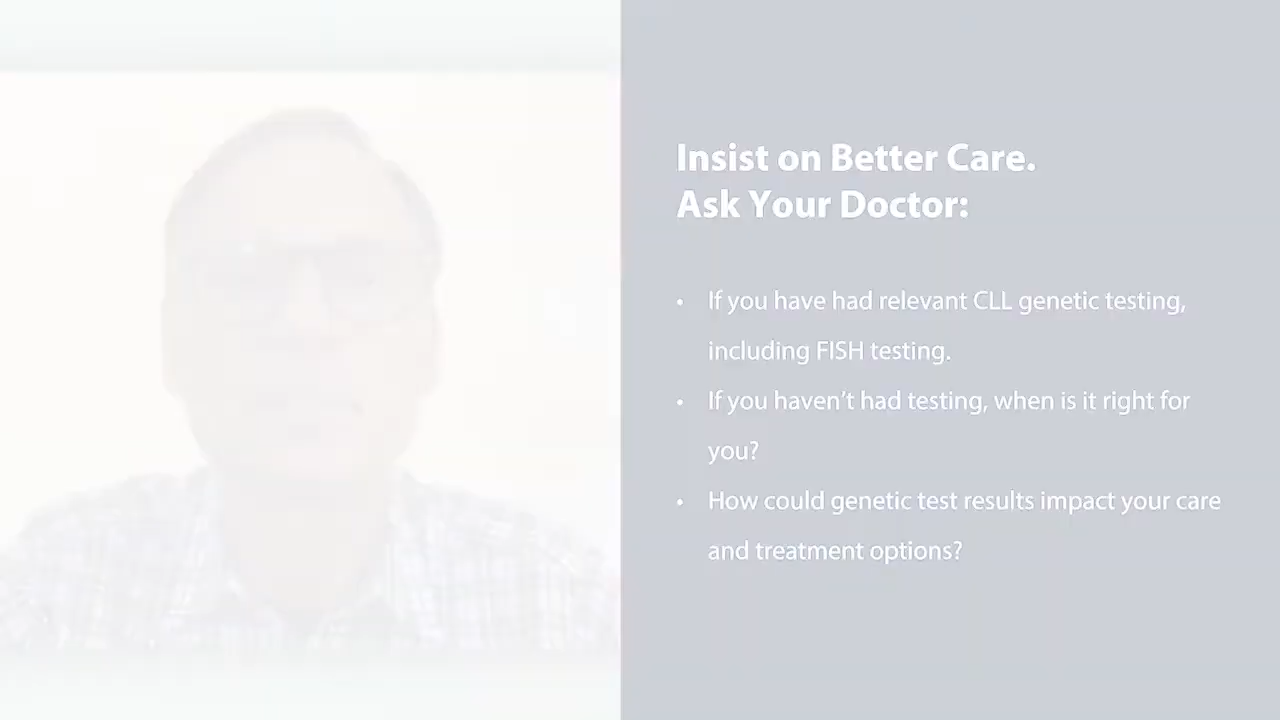 Insist on Better Care.
Ask Your Doctor:
• If you have had relevant CLL genetic testing,
including FISH testing.
• If you haven’t had testing, when is it right for
you?
• How could genetic test results impact your care
and treatment options?